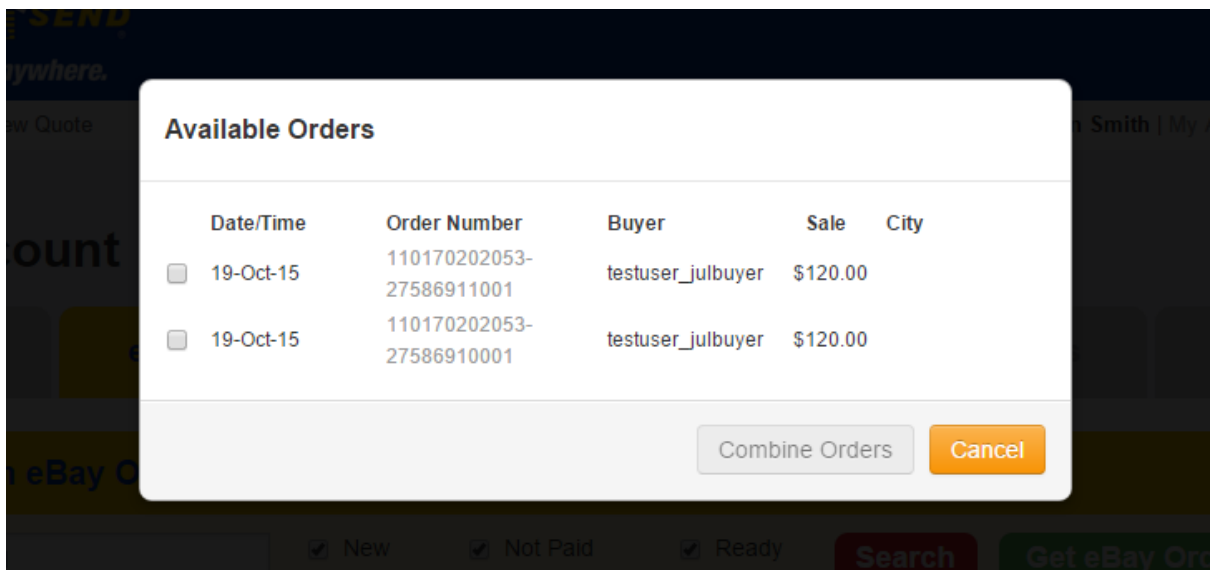 SEND
ywhere.
ew Quote
n Smith | My
Available Orders
Date/Time Order Number Buyer Sale City
19-Oct-15 110170202053-
27586911001 testuser_julbuyer $120.00
19-Oct-15 110170202053-
27586910001 testuser_julbuyer $120.00
count
e
Combine Orders Cancel
n eBay O
New Not Paid Ready Search Get eBay Ord